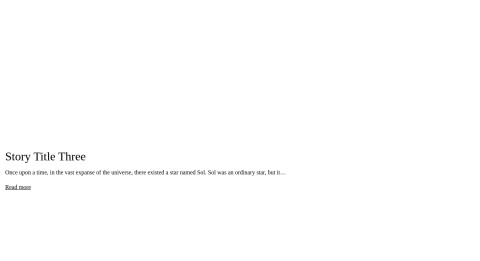 Story Title Three
Once upon a time, in the vast expanse of the universe, there existed a star named Sol. Sol was an ordinary star, but it…
Read more